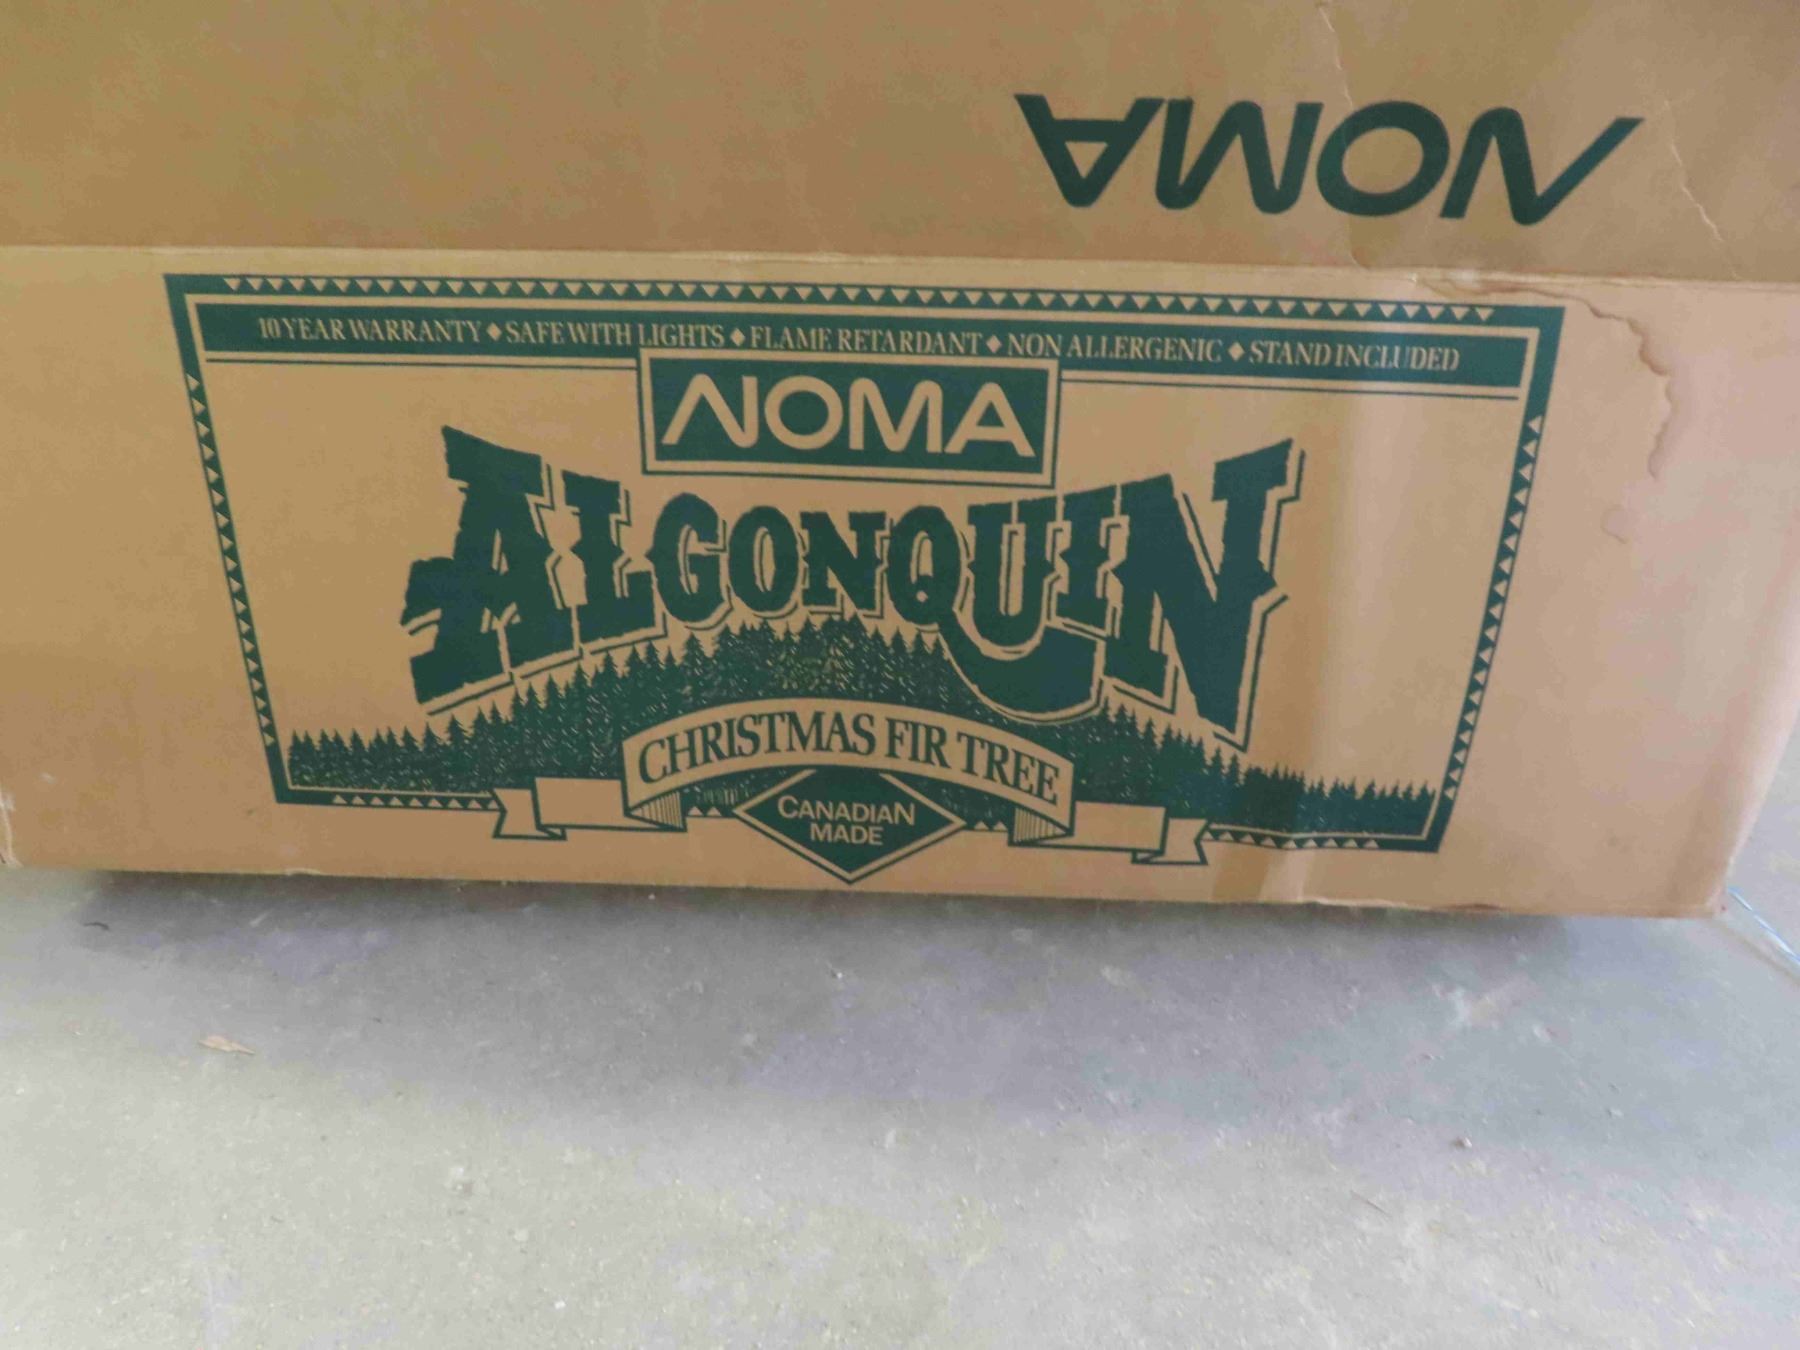 NOMA
10 YEAR WARRANTY ◆ SAFE WITH LIGHTS ◆ FLAME RETARDANT ◆ NON ALLERGENIC ◆ STAND INCLUDED
NOMA
ALGONQUIN
CHRISTMAS FIR TREE
CANADIAN
MADE